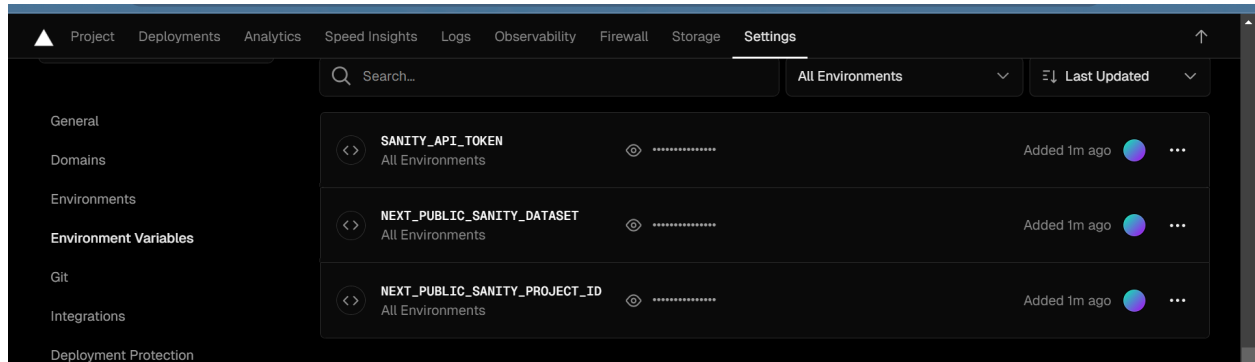 Project Deployments Analytics Speed Insights Logs Observability Firewall Storage Settings
Search...
All Environments
Last Updated
General
Domains
Environments
Environment Variables
Git
Integrations
Deployment Protection
SANITY_API_TOKEN
All Environments
•••••••••••••••
Added 1m ago
NEXT_PUBLIC_SANITY_DATASET
All Environments
•••••••••••••••
Added 1m ago
NEXT_PUBLIC_SANITY_PROJECT_ID
All Environments
•••••••••••••••
Added 1m ago